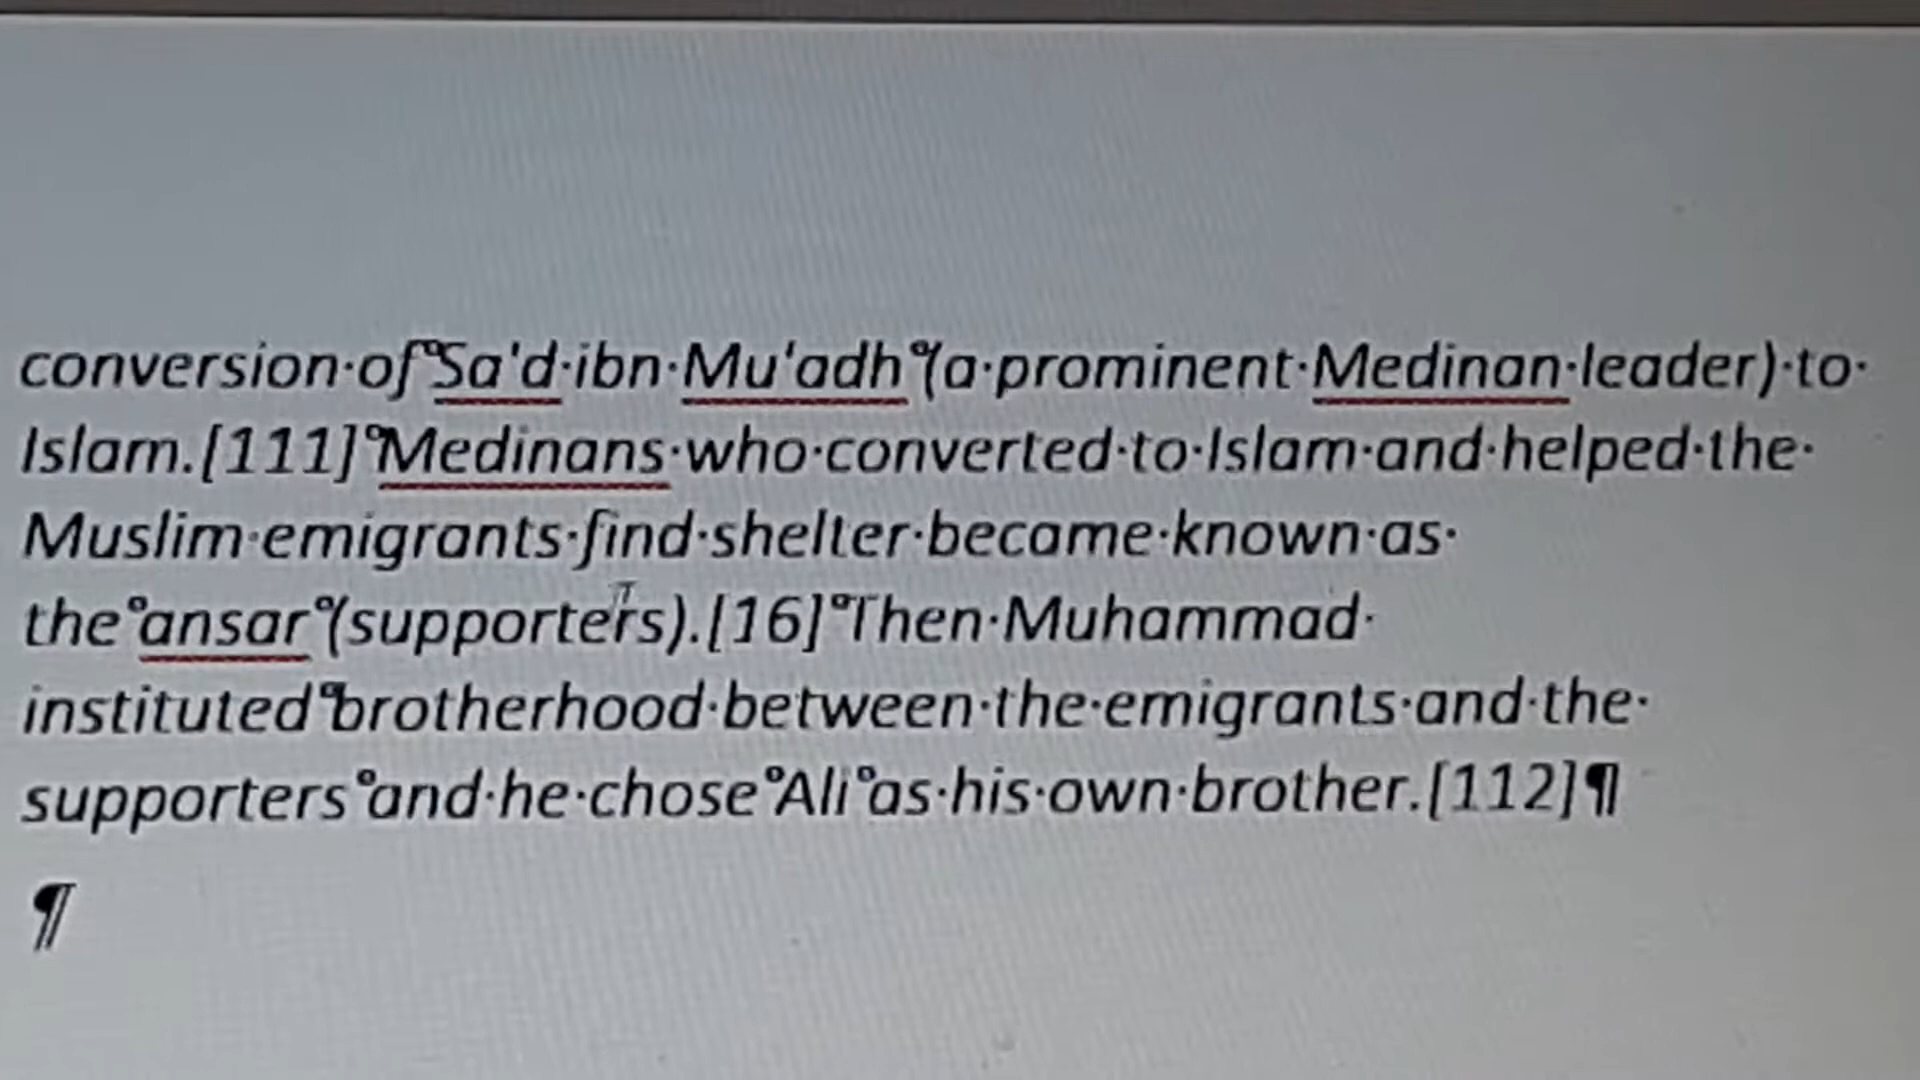 conversion of Sa'd ibn Mu'adh (a prominent Medinan leader) to
Islam.[111] Medinans who converted to Islam and helped the
Muslim emigrants find shelter became known as
the ansar (supporters).[16] Then Muhammad
instituted brotherhood between the emigrants and the
supporters and he chose Ali as his own brother.[112]¶
¶